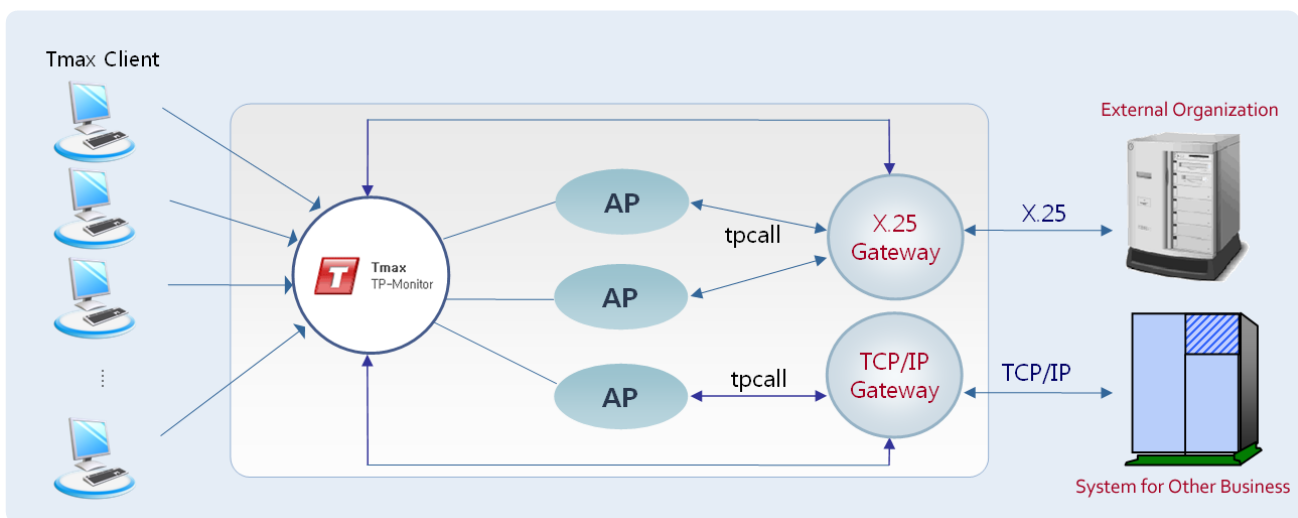 Tmax Client
External Organization
AP
X.25
Gateway
X.25
tpcall
T
Tmax
TP-Monitor
AP
TCP/IP
Gateway
TCP/IP
tpcall
AP
System for Other Business